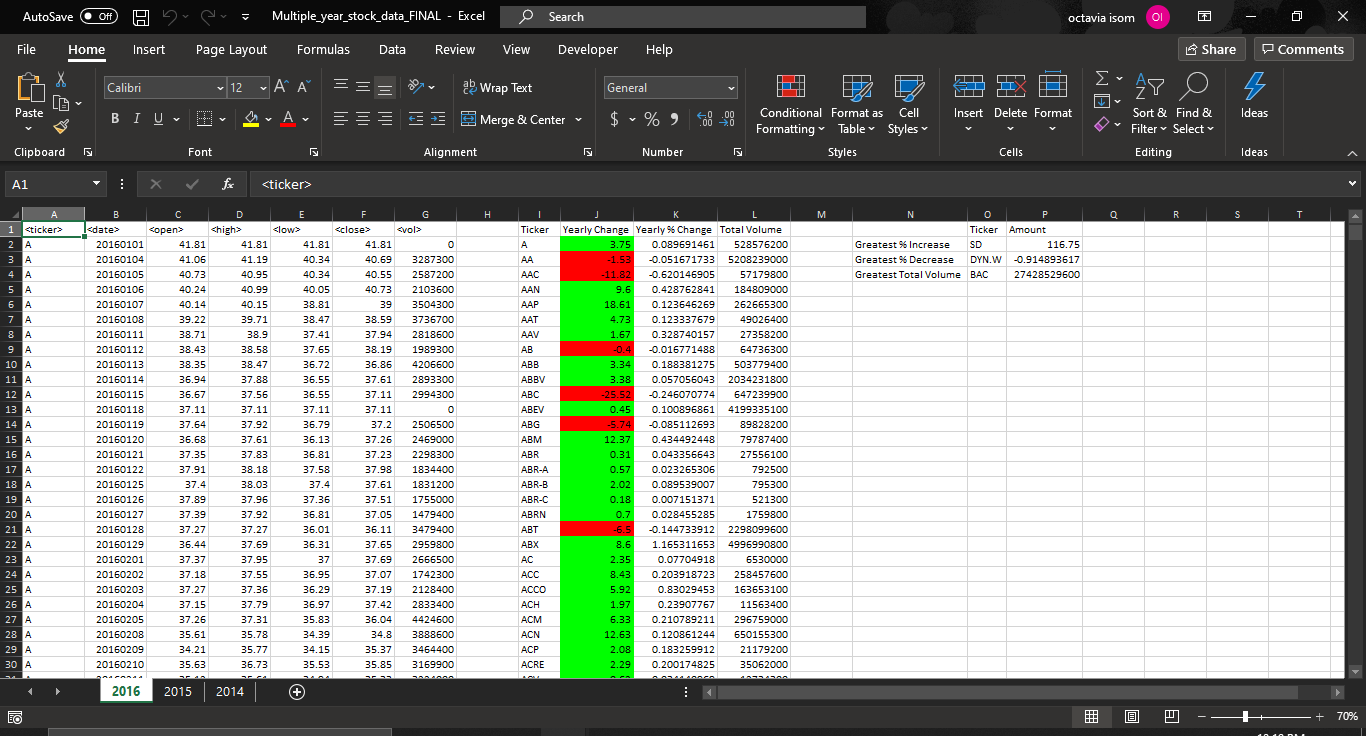 AutoSave Off Multiple_year_stock_data_FINAL - Excel Search octavia isom OI
File Home Insert Page Layout Formulas Data Review View Developer Help Share Comments
Calibri 12 Wrap Text General
Paste B I U Merge & Center $ % Conditional Formatting Format as Table Cell Styles Insert Delete Format Sort & Filter Find & Select Ideas
Clipboard Font Alignment Number Styles Cells Editing Ideas
A1 fx <ticker>
A B C D E F G H I J K L M N O P Q R S T
1 <ticker> <date> <open> <high> <low> <close> <vol> Ticker Yearly Change Yearly % Change Total Volume Ticker Amount
2 A 20160101 41.81 41.81 41.81 41.81 0 A 3.75 0.089691461 528576200 Greatest % Increase SD 116.75
3 A 20160104 41.06 41.19 40.34 40.69 3287300 AA -1.53 -0.051671733 5208239000 Greatest % Decrease DYN.W -0.914893617
4 A 20160105 40.73 40.95 40.34 40.55 2587200 AAC -11.82 -0.620146905 57179800 Greatest Total Volume BAC 27428529600
5 A 20160106 40.24 40.99 40.05 40.73 2103600 AAN 9.6 0.428762841 184809000
6 A 20160107 40.14 40.15 38.81 39 3504300 AAP 18.61 0.123646269 262665300
7 A 20160108 39.22 39.71 38.47 38.59 3736700 AAT 4.73 0.123337679 49026400
8 A 20160111 38.71 38.9 37.41 37.94 2818600 AAV 1.67 0.328740157 27358200
9 A 20160112 38.43 38.58 37.65 38.19 1989300 AB -0.4 -0.016771488 64736300
10 A 20160113 38.35 38.47 36.72 36.86 4206600 ABB 3.34 0.188381275 503779400
11 A 20160114 36.94 37.88 36.55 37.61 2893300 ABBV 3.38 0.057056043 2034231800
12 A 20160115 36.67 37.56 36.55 37.11 2994300 ABC -25.52 -0.246070774 647239900
13 A 20160118 37.11 37.11 37.11 37.11 0 ABEV 0.45 0.100896861 4199335100
14 A 20160119 37.64 37.92 36.79 37.2 2506500 ABG -5.74 -0.085112693 89828200
15 A 20160120 36.68 37.61 36.13 37.26 2469000 ABM 12.37 0.434492448 79787400
16 A 20160121 37.35 37.83 36.81 37.23 2298300 ABR 0.31 0.043356643 27556100
17 A 20160122 37.91 38.18 37.58 37.98 1834400 ABR-A 0.57 0.023265306 792500
18 A 20160125 37.4 38.03 37.4 37.61 1831200 ABR-B 2.02 0.089539007 795300
19 A 20160126 37.89 37.96 37.36 37.51 1755000 ABR-C 0.18 0.007151371 521300
20 A 20160127 37.39 37.92 36.81 37.05 1479400 ABRN 0.7 0.028455285 1759800
21 A 20160128 37.27 37.27 36.01 36.11 3479400 ABT -6.5 -0.144733912 2298099600
22 A 20160129 36.44 37.69 36.31 37.65 2959800 ABX 8.6 1.165311653 4996990800
23 A 20160201 37.37 37.95 37 37.69 2666500 AC 2.35 0.07704918 6530000
24 A 20160202 37.18 37.55 36.95 37.07 1742300 ACC 8.43 0.203918723 258457600
25 A 20160203 37.27 37.36 36.29 37.19 2128400 ACCO 5.92 0.83029453 163653100
26 A 20160204 37.15 37.79 36.97 37.42 2833400 ACH 1.97 0.23907767 11563400
27 A 20160205 37.26 37.31 35.83 36.04 4424600 ACM 6.33 0.210789211 296759000
28 A 20160208 35.61 35.78 34.39 34.8 3888600 ACN 12.63 0.120861244 650155300
29 A 20160209 34.21 35.77 34.15 35.37 3464400 ACP 2.08 0.183259912 21179200
30 A 20160210 35.63 36.73 35.53 35.85 3169900 ACRE 2.29 0.200174825 35062000
2016 2015 2014
70%